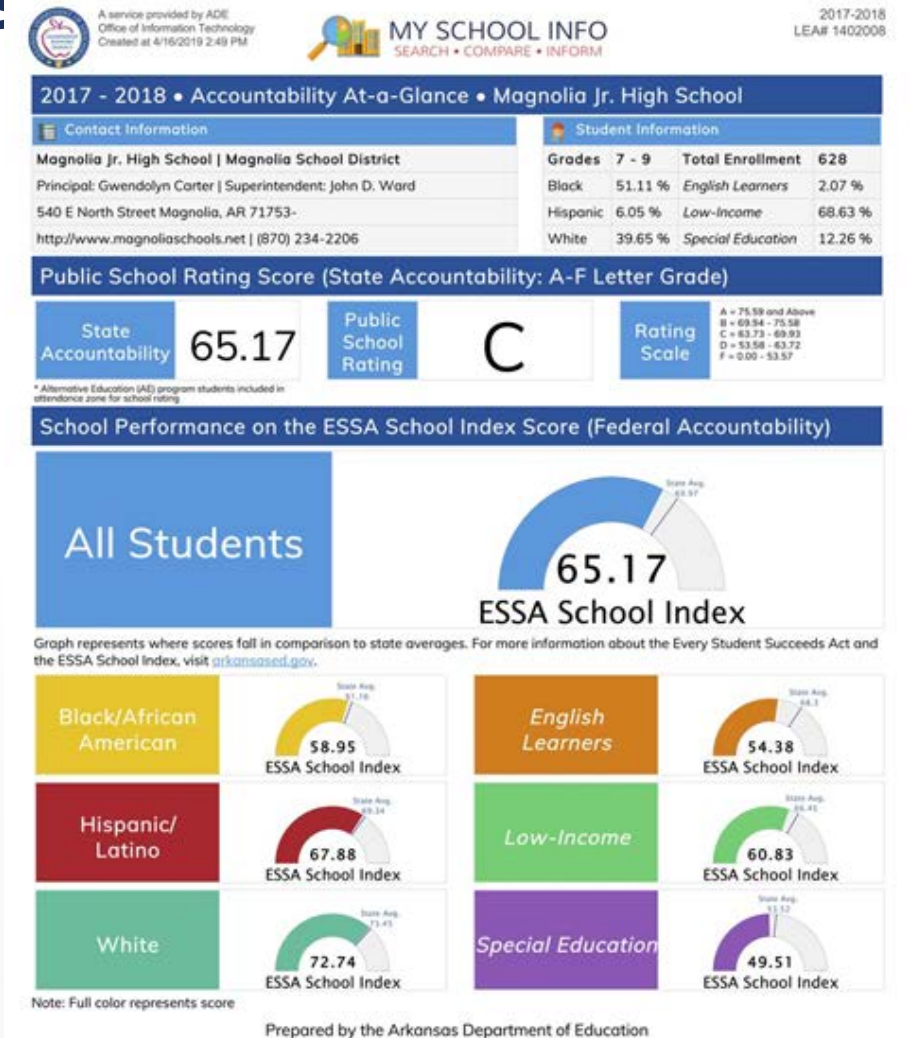 A service provided by ADE
Office of Information Technology
Created at 4/16/2019 2:49 PM
MY SCHOOL INFO
SEARCH • COMPARE • INFORM
2017-2018
LEA# 1402008
2017 - 2018 • Accountability At-a-Glance • Magnolia Jr. High School
Contact Information
Magnolia Jr. High School | Magnolia School District
Principal: Gwendolyn Carter | Superintendent: John D. Ward
540 E North Street Magnolia, AR 71753-
http://www.magnoliaschools.net | (870) 234-2206
Student Information
Grades 7 - 9 Total Enrollment 628
Black 51.11 % English Learners 2.07 %
Hispanic 6.05 % Low-Income 68.63 %
White 39.65 % Special Education 12.26 %
Public School Rating Score (State Accountability: A-F Letter Grade)
State
Accountability
65.17
Public
School
Rating
C
Rating
Scale
A = 75.59 and Above
B = 69.94 - 75.58
C = 63.73 - 69.93
D = 53.58 - 63.72
F = 0.00 - 53.57
* Alternative Education (AE) program students included in
attendance zone for school rating
School Performance on the ESSA School Index Score (Federal Accountability)
All Students
State Avg.
65.17
ESSA School Index
Graph represents where scores fall in comparison to state averages. For more information about the Every Student Succeeds Act and
the ESSA School Index, visit arkansased.gov.
Black/African
American
State Avg.
58.95
ESSA School Index
English
Learners
State Avg.
54.38
ESSA School Index
Hispanic/
Latino
State Avg.
67.88
ESSA School Index
Low-Income
State Avg.
60.83
ESSA School Index
White
State Avg.
72.74
ESSA School Index
Special Education
State Avg.
49.51
ESSA School Index
Note: Full color represents score
Prepared by the Arkansas Department of Education